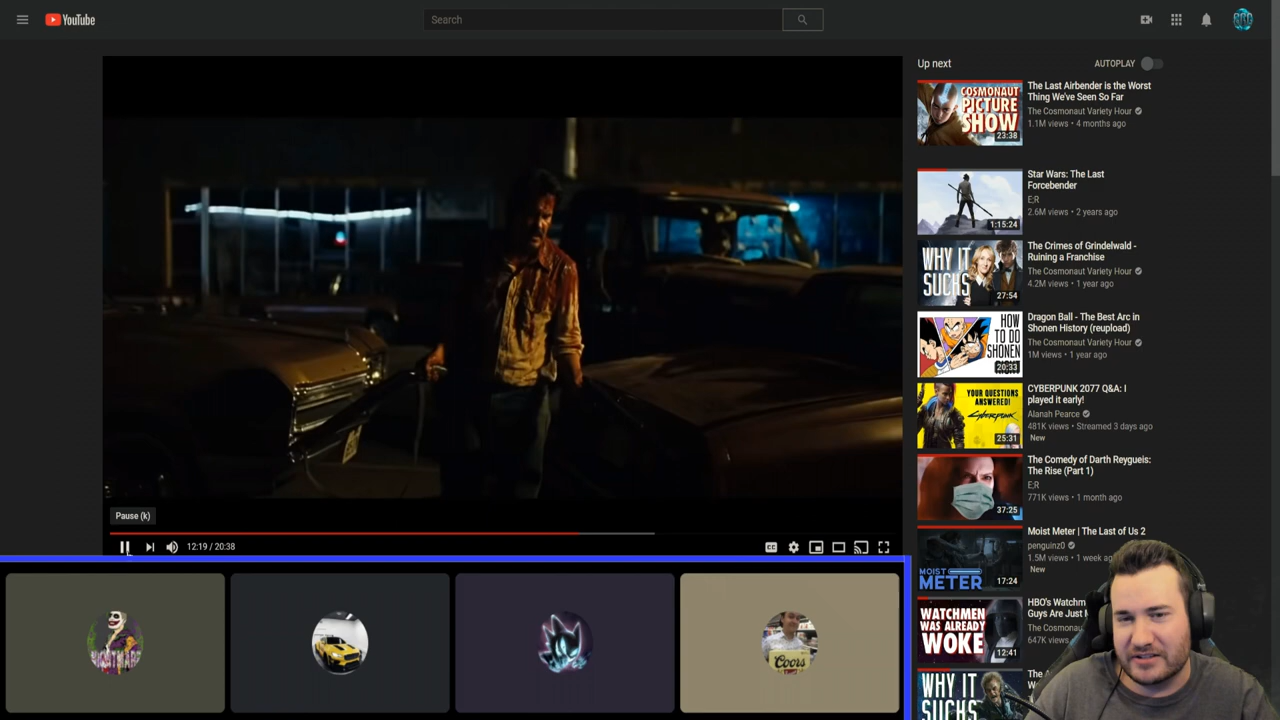 YouTube
Search
Up next
AUTOPLAY
COSMONAUT
PICTURE
SHOW
23:38
The Last Airbender is the Worst
Thing We've Seen So Far
The Cosmonaut Variety Hour
1.1M views • 4 months ago
1:15:24
Star Wars: The Last
Forcebender
E;R
2.6M views • 2 years ago
WHY IT
SUCKS
27:54
The Crimes of Grindelwald -
Ruining a Franchise
The Cosmonaut Variety Hour
4.2M views • 1 year ago
HOW
TO DO
SHONEN
RIGHT
20:33
Dragon Ball - The Best Arc in
Shonen History (reupload)
The Cosmonaut Variety Hour
1M views • 1 year ago
YOUR QUESTIONS
ANSWERED!
CYBERPUNK
25:31
CYBERPUNK 2077 Q&A: I
played it early!
Alanah Pearce
481K views • Streamed 3 days ago
New
37:25
The Comedy of Darth Reygueis:
The Rise (Part 1)
E;R
771K views • 1 month ago
MOIST
METER
17:24
Moist Meter | The Last of Us 2
penguinz0
1.5M views • 1 week
New
WATCHMEN
WAS ALREADY
WOKE
12:41
HBO's
Guys Are Just
The
647K views
WHY IT
SUCKS
The
Pause (k)
12:19 / 20:38
CC
NIGHTMARE
Coors